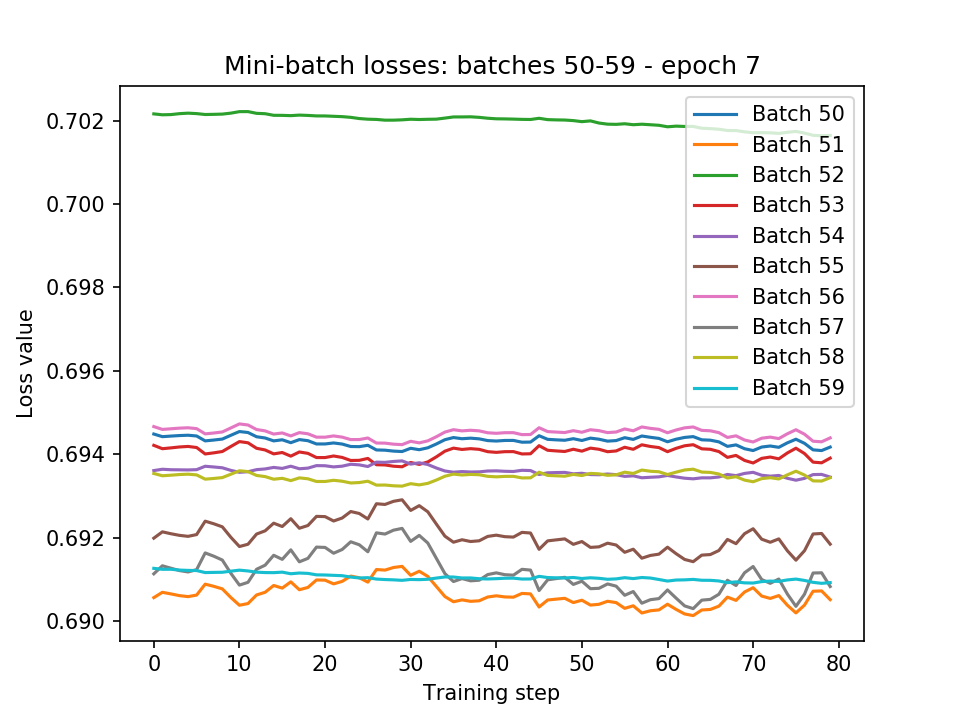 Mini-batch losses: batches 50-59 - epoch 7
0.702
0.700
0.698
0.696
0.694
0.692
0.690
Loss value
0
10
20
30
40
50
60
70
80
Training step
Batch 50
Batch 51
Batch 52
Batch 53
Batch 54
Batch 55
Batch 56
Batch 57
Batch 58
Batch 59